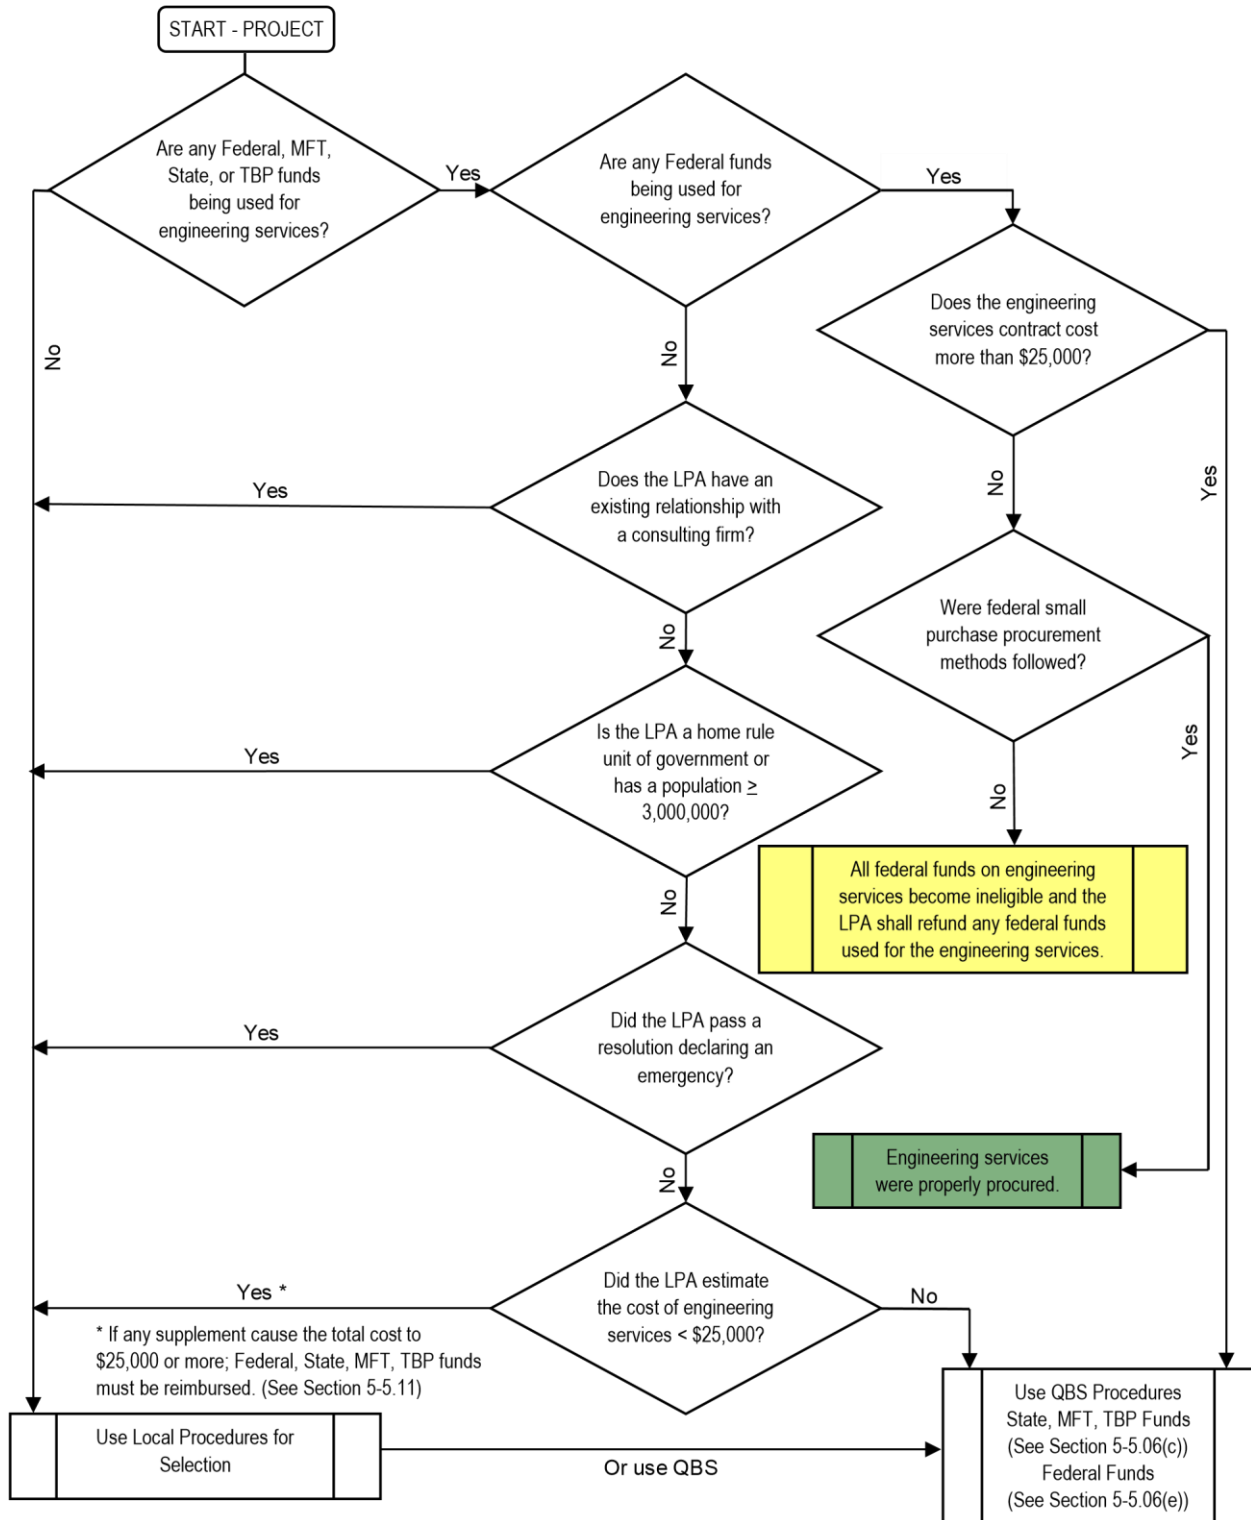 START - PROJECT
Are any Federal, MFT,
State, or TBP funds
being used for
engineering services?
Yes
Are any Federal funds
being used for
engineering services?
Yes
Does the engineering
services contract cost
more than $25,000?
No
No
Does the LPA have an
existing relationship with
a consulting firm?
Yes
No
Yes
Were federal small
purchase procurement
methods followed?
No
Is the LPA a home rule
unit of government or
has a population ≥
3,000,000?
Yes
Yes
No
All federal funds on engineering
services become ineligible and the
LPA shall refund any federal funds
used for the engineering services.
No
Did the LPA pass a
resolution declaring an
emergency?
Yes
Engineering services
were properly procured.
No
Did the LPA estimate
the cost of engineering
services < $25,000?
Yes *
No
* If any supplement cause the total cost to
$25,000 or more; Federal, State, MFT, TBP funds
must be reimbursed. (See Section 5-5.11)
Use Local Procedures for
Selection
Or use QBS
Use QBS Procedures
State, MFT, TBP Funds
(See Section 5-5.06(c))
Federal Funds
(See Section 5-5.06(e))